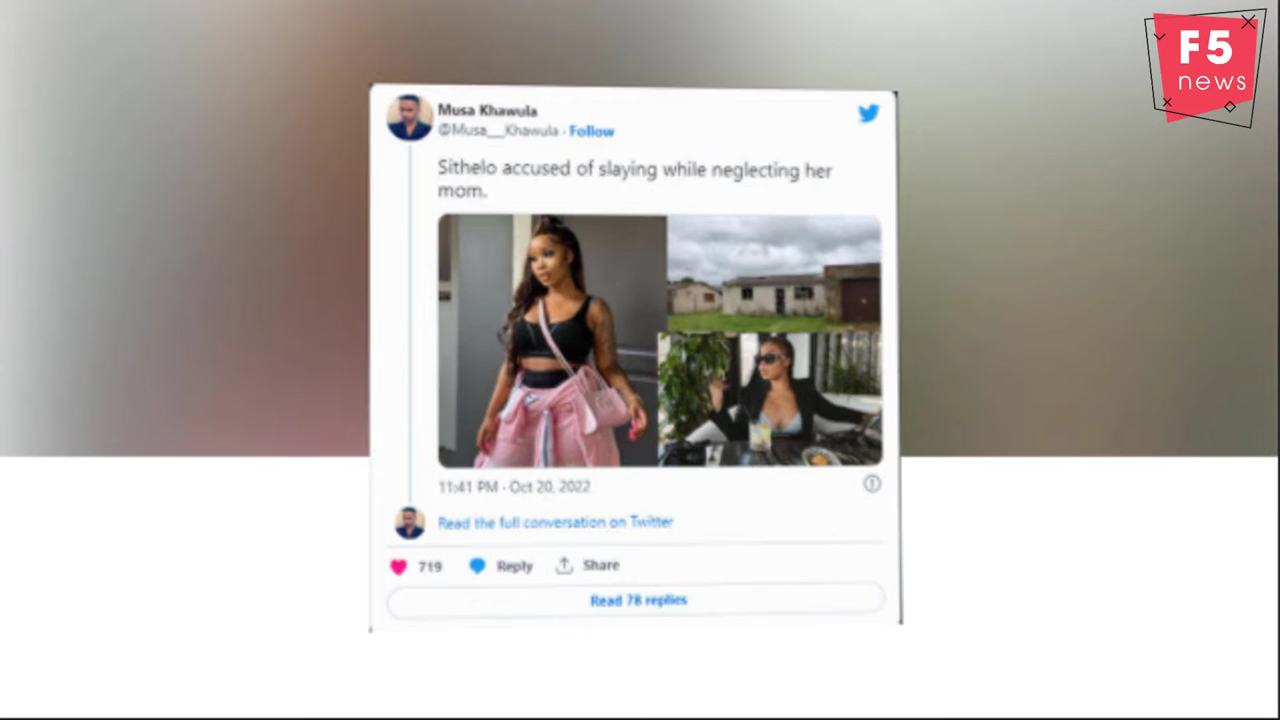 F5
news
Musa Khawula
@Musa__Khawula · Follow
Sithelo accused of slaying while neglecting her
mom.
11:41 PM · Oct 20, 2022
Read the full conversation on Twitter
719 Reply Share
Read 78 replies